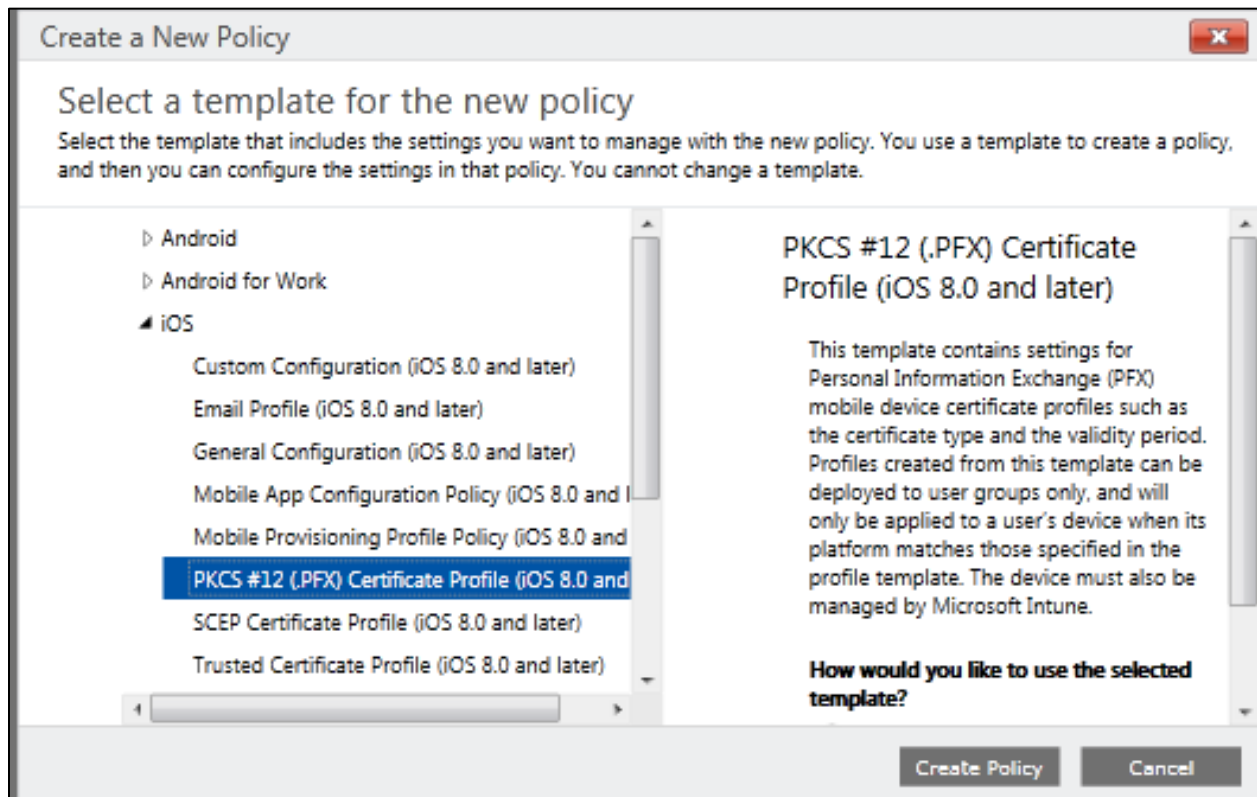 Create a New Policy
Select a template for the new policy
Select the template that includes the settings you want to manage with the new policy. You use a template to create a policy,
and then you can configure the settings in that policy. You cannot change a template.
Android
Android for Work
iOS
Custom Configuration (iOS 8.0 and later)
Email Profile (iOS 8.0 and later)
General Configuration (iOS 8.0 and later)
Mobile App Configuration Policy (iOS 8.0 and l
Mobile Provisioning Profile Policy (iOS 8.0 and
PKCS #12 (.PFX) Certificate Profile (iOS 8.0 and
SCEP Certificate Profile (iOS 8.0 and later)
Trusted Certificate Profile (iOS 8.0 and later)
PKCS #12 (.PFX) Certificate
Profile (iOS 8.0 and later)
This template contains settings for
Personal Information Exchange (PFX)
mobile device certificate profiles such as
the certificate type and the validity period.
Profiles created from this template can be
deployed to user groups only, and will
only be applied to a user's device when its
platform matches those specified in the
profile template. The device must also be
managed by Microsoft Intune.
How would you like to use the selected
template?
Create Policy
Cancel